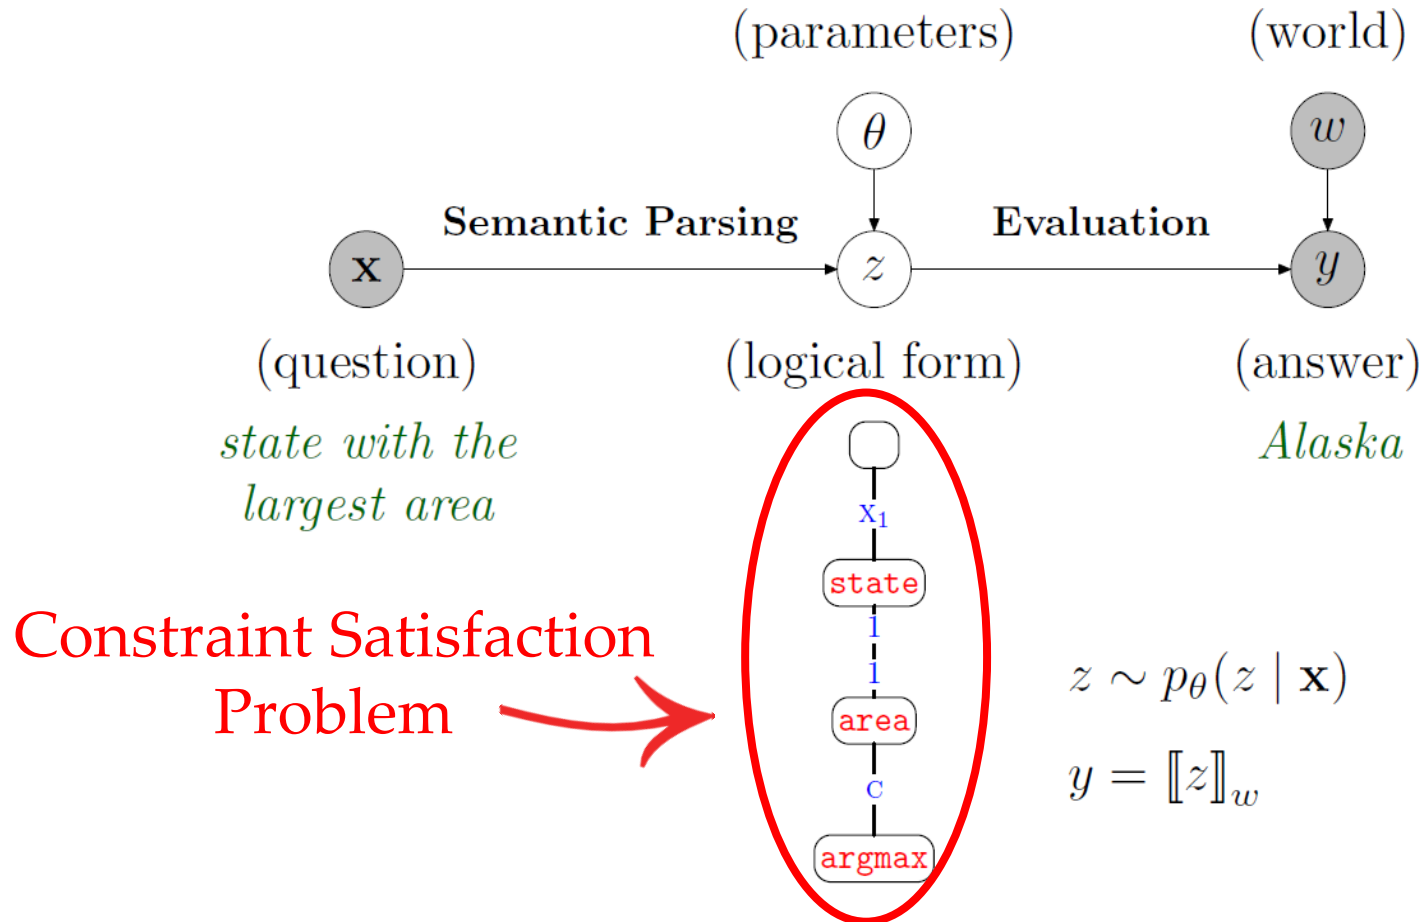 (parameters)
(world)
θ
w
Semantic Parsing
Evaluation
x
z
y
(question)
(logical form)
(answer)
state with the
largest area
Alaska
x₁
state
1
1
area
c
argmax
Constraint Satisfaction
Problem
z ∼ pθ(z | x)
y = ⟦z⟧w